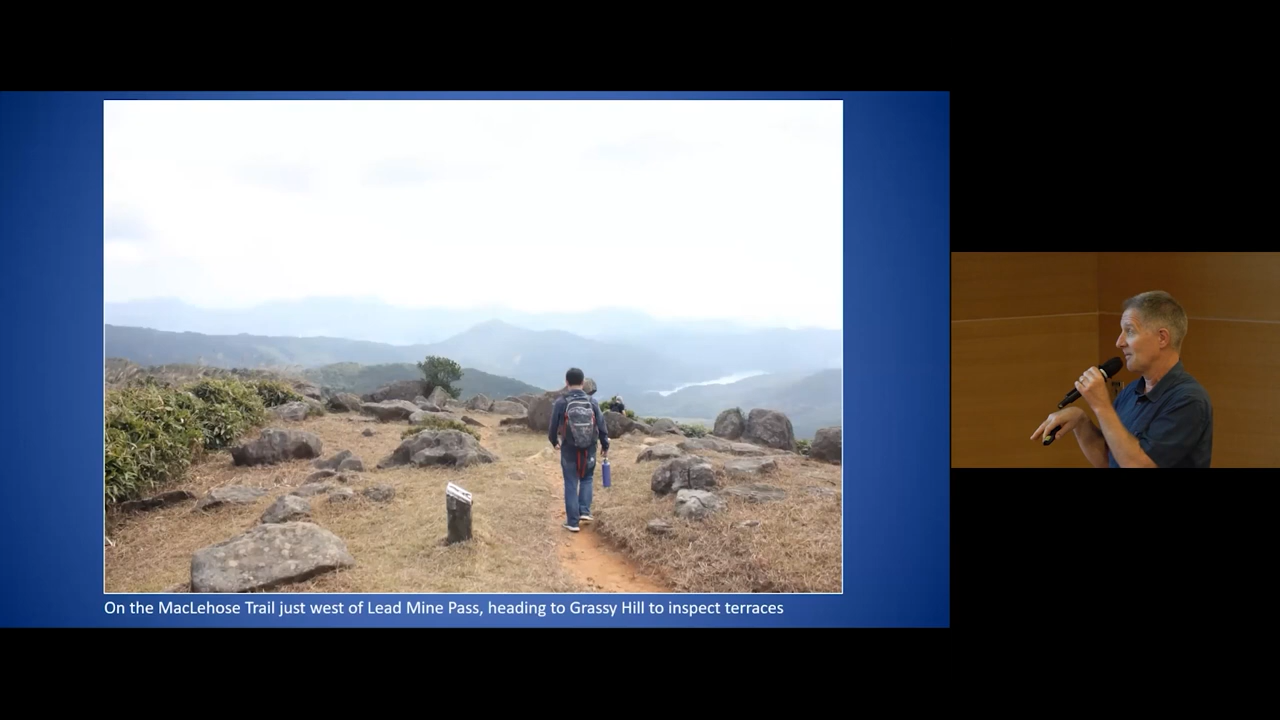 On the MacLehose Trail just west of Lead Mine Pass, heading to Grassy Hill to inspect terraces